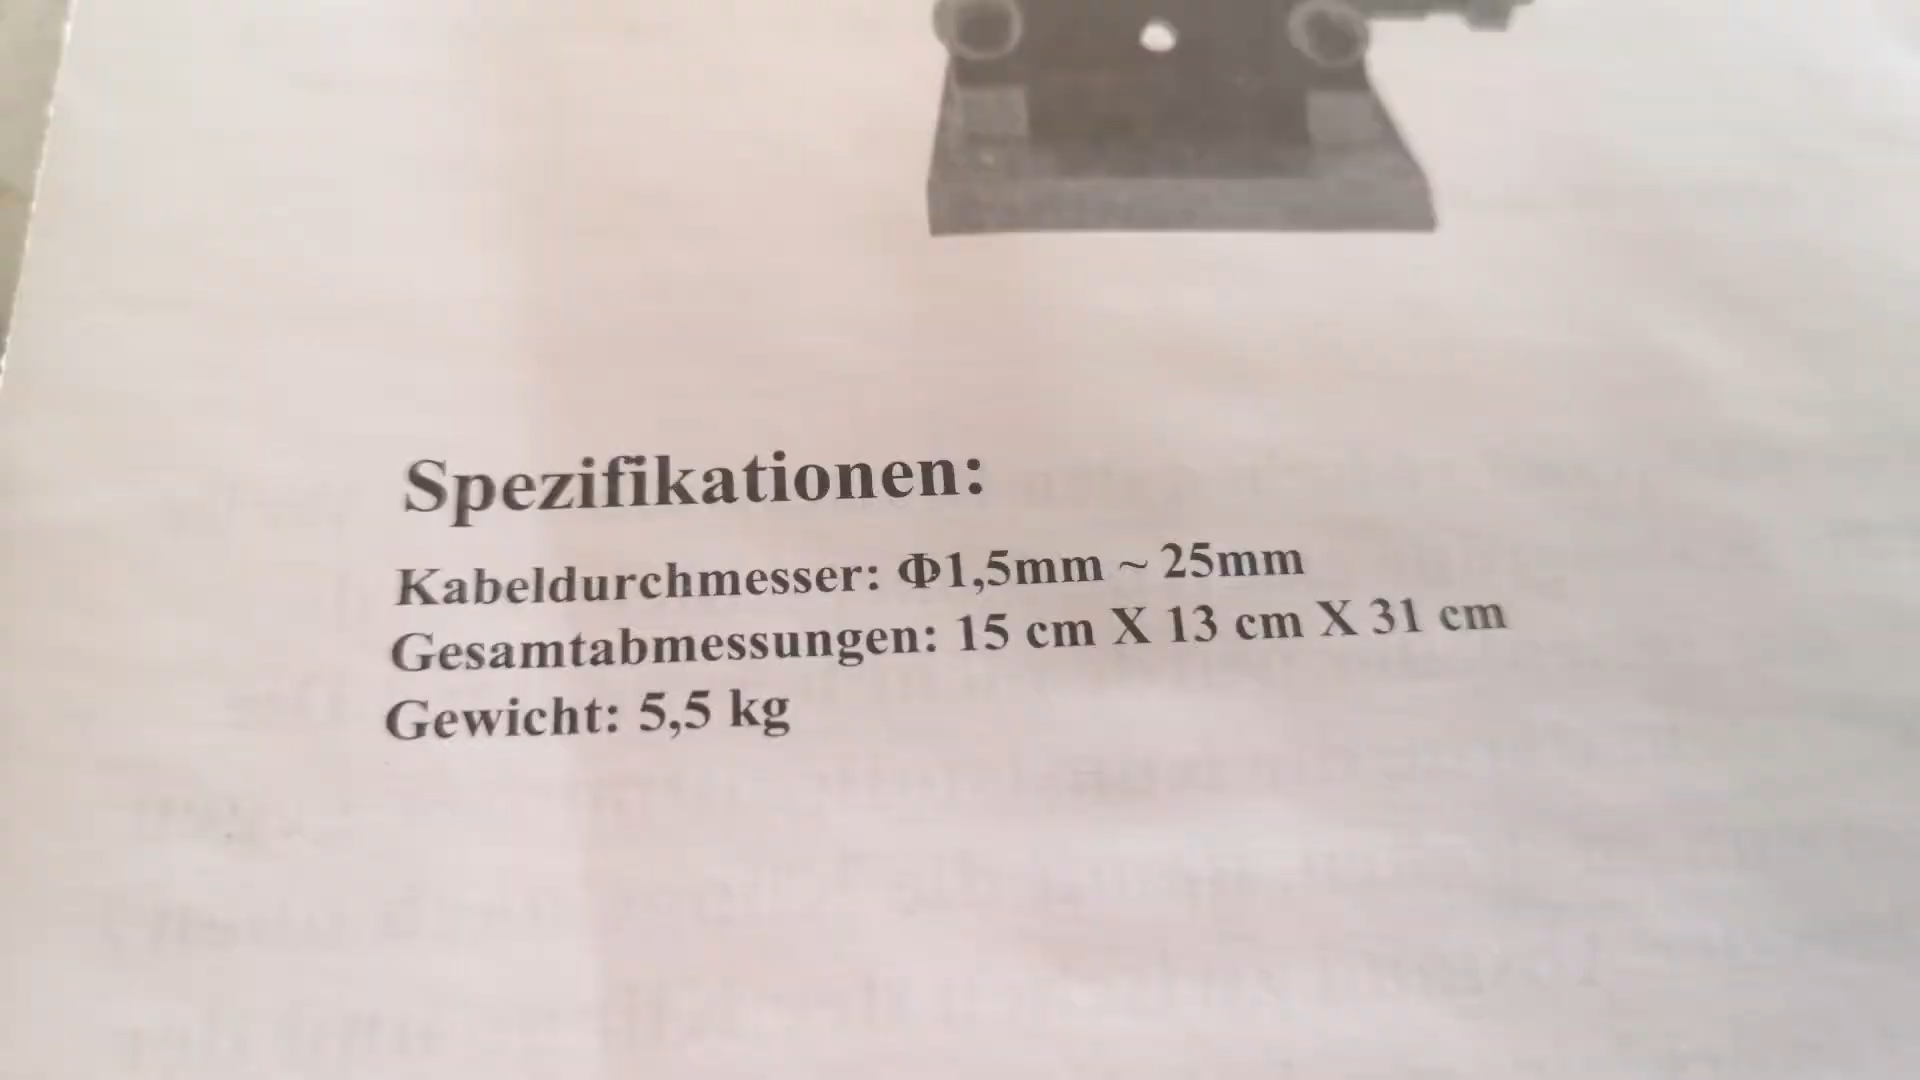 Spezifikationen:
Kabeldurchmesser: Φ1,5mm ~ 25mm
Gesamtabmessungen: 15 cm X 13 cm X 31 cm
Gewicht: 5,5 kg